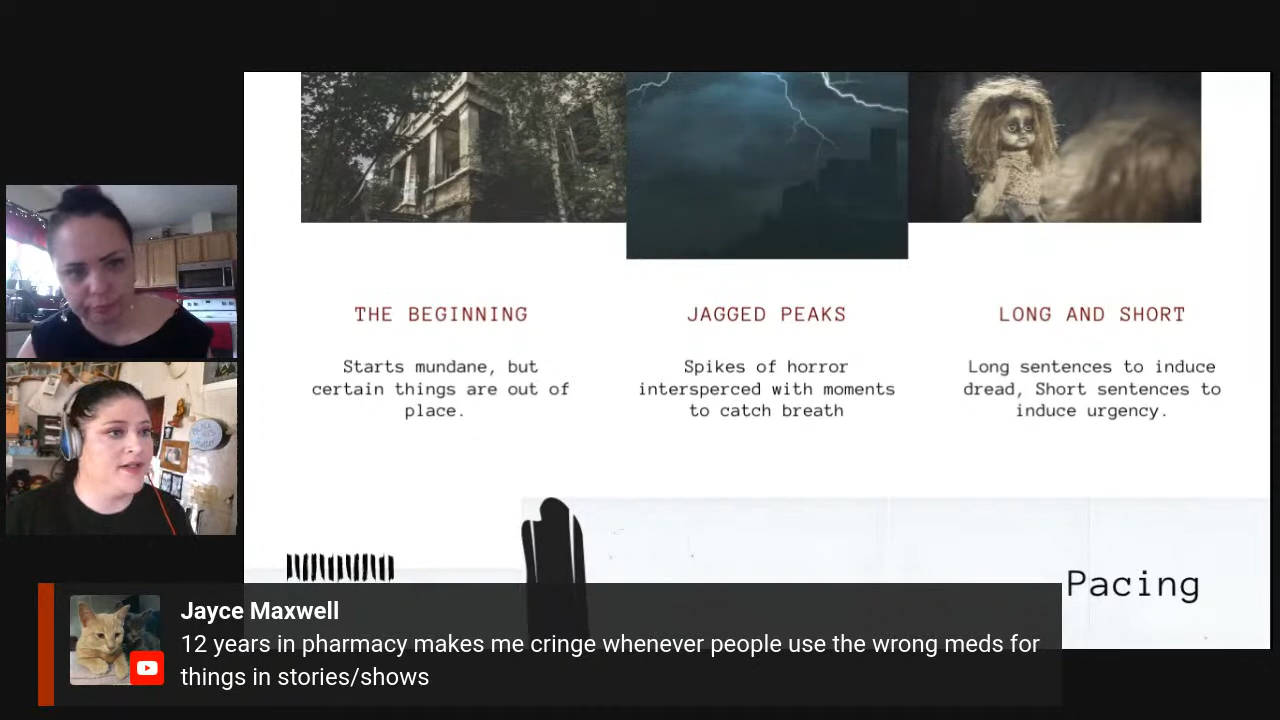 THE BEGINNING
Starts mundane, but
certain things are out of
place.
JAGGED PEAKS
Spikes of horror
interspersed with moments
to catch breath
LONG AND SHORT
Long sentences to induce
dread, Short sentences to
induce urgency.
Pacing
Jayce Maxwell
12 years in pharmacy makes me cringe whenever people use the wrong meds for
things in stories/shows